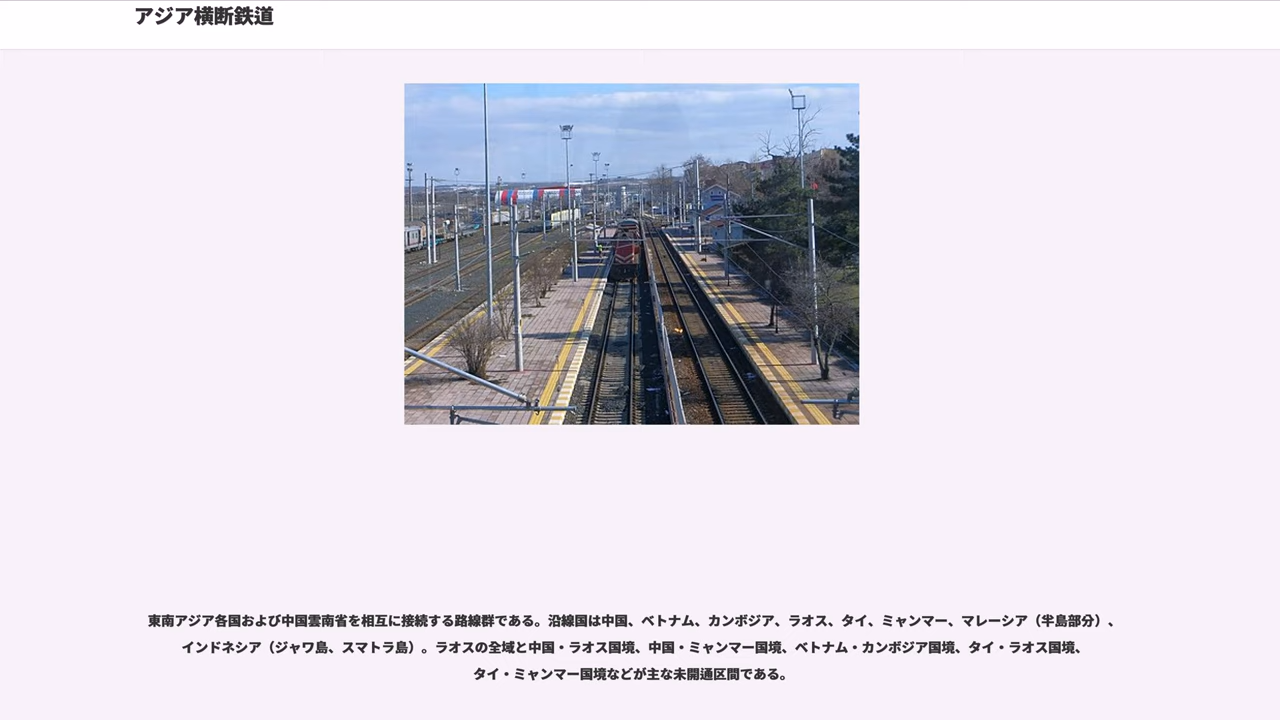 アジア横断鉄道
東南アジア各国および中国雲南省を相互に接続する路線群である。沿線国は中国、ベトナム、カンボジア、ラオス、タイ、ミャンマー、マレーシア（半島部分）、
インドネシア（ジャワ島、スマトラ島）。ラオスの全域と中国・ラオス国境、中国・ミャンマー国境、ベトナム・カンボジア国境、タイ・ラオス国境、
タイ・ミャンマー国境などが主な未開通区間である。